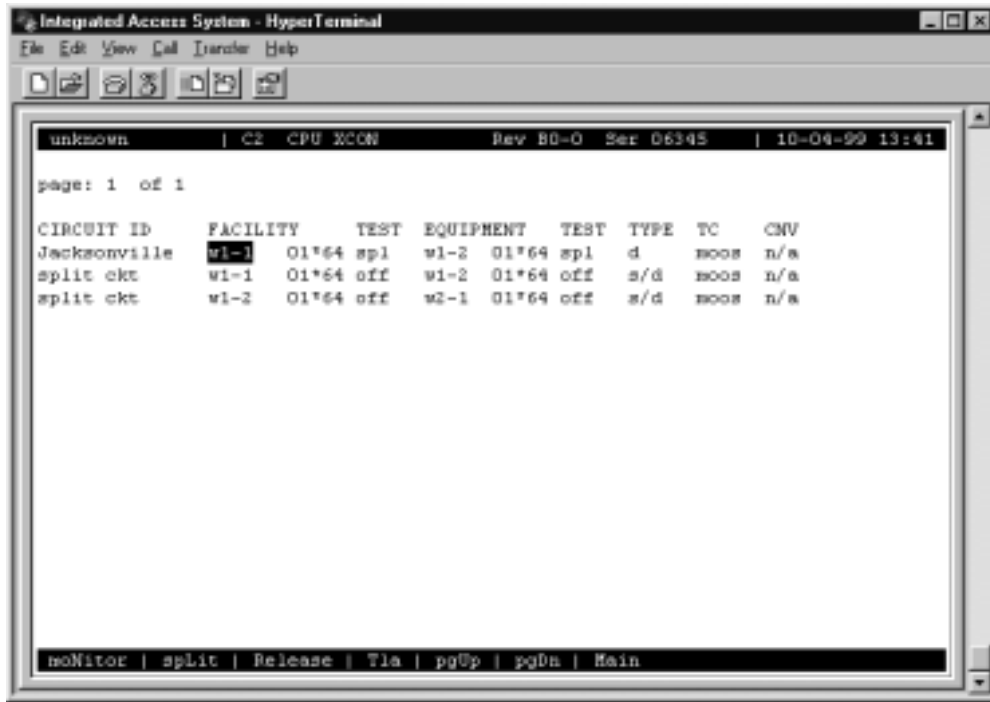 Integrated Access System - HyperTerminal
File Edit View Call Transfer Help
unknown | C2 CPU XCON Rev B0-0 Ser 06345 | 10-04-99 13:41
page: 1 of 1
CIRCUIT ID FACILITY TEST EQUIPMENT TEST TYPE TC CNV
Jacksonville w1-1 01*64 spl w1-2 01*64 spl d moos n/a
split ckt w1-1 01*64 off w1-2 01*64 off s/d moos n/a
split ckt w1-2 01*64 off w2-1 01*64 off s/d moos n/a
moNitor | spLit | Release | Tla | pgUp | pgDn | Main